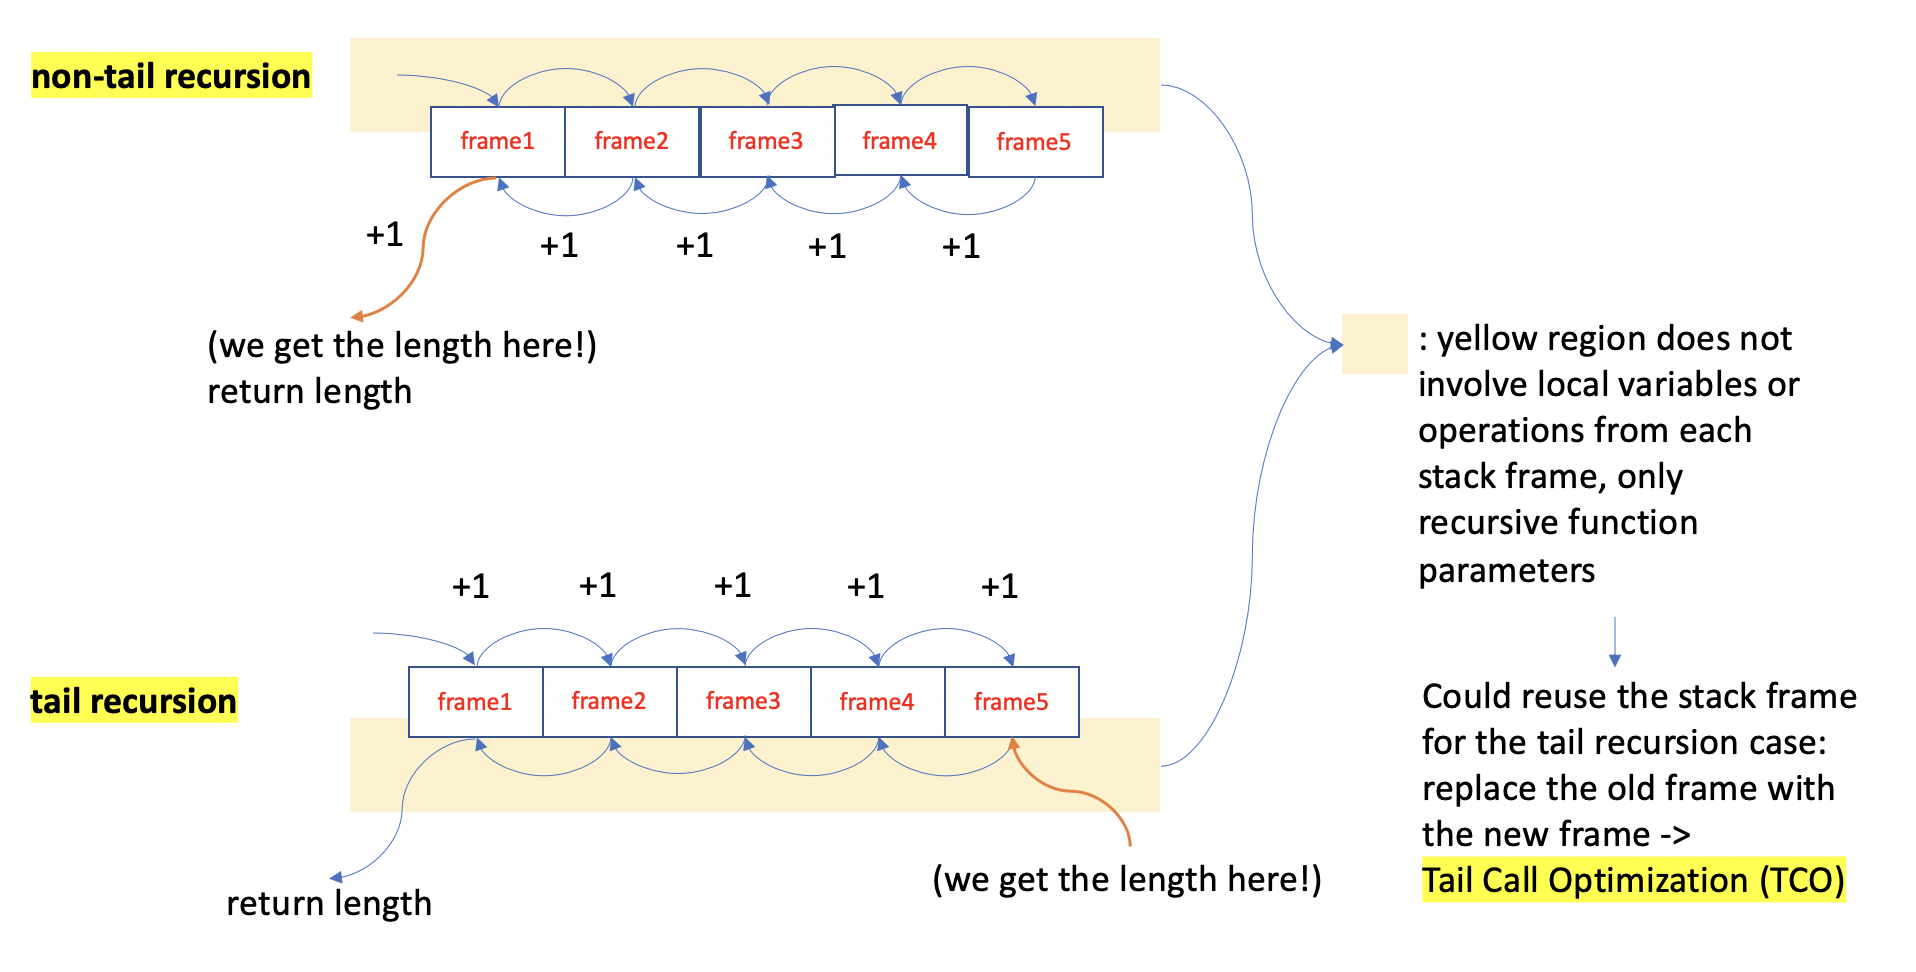 non-tail recursion
frame1
frame2
frame3
frame4
frame5
+1
+1
+1
+1
+1
(we get the length here!)
return length
: yellow region does not
involve local variables or
operations from each
stack frame, only
recursive function
parameters
+1
+1
+1
+1
+1
tail recursion
frame1
frame2
frame3
frame4
frame5
(we get the length here!)
return length
Could reuse the stack frame
for the tail recursion case:
replace the old frame with
the new frame ->
Tail Call Optimization (TCO)